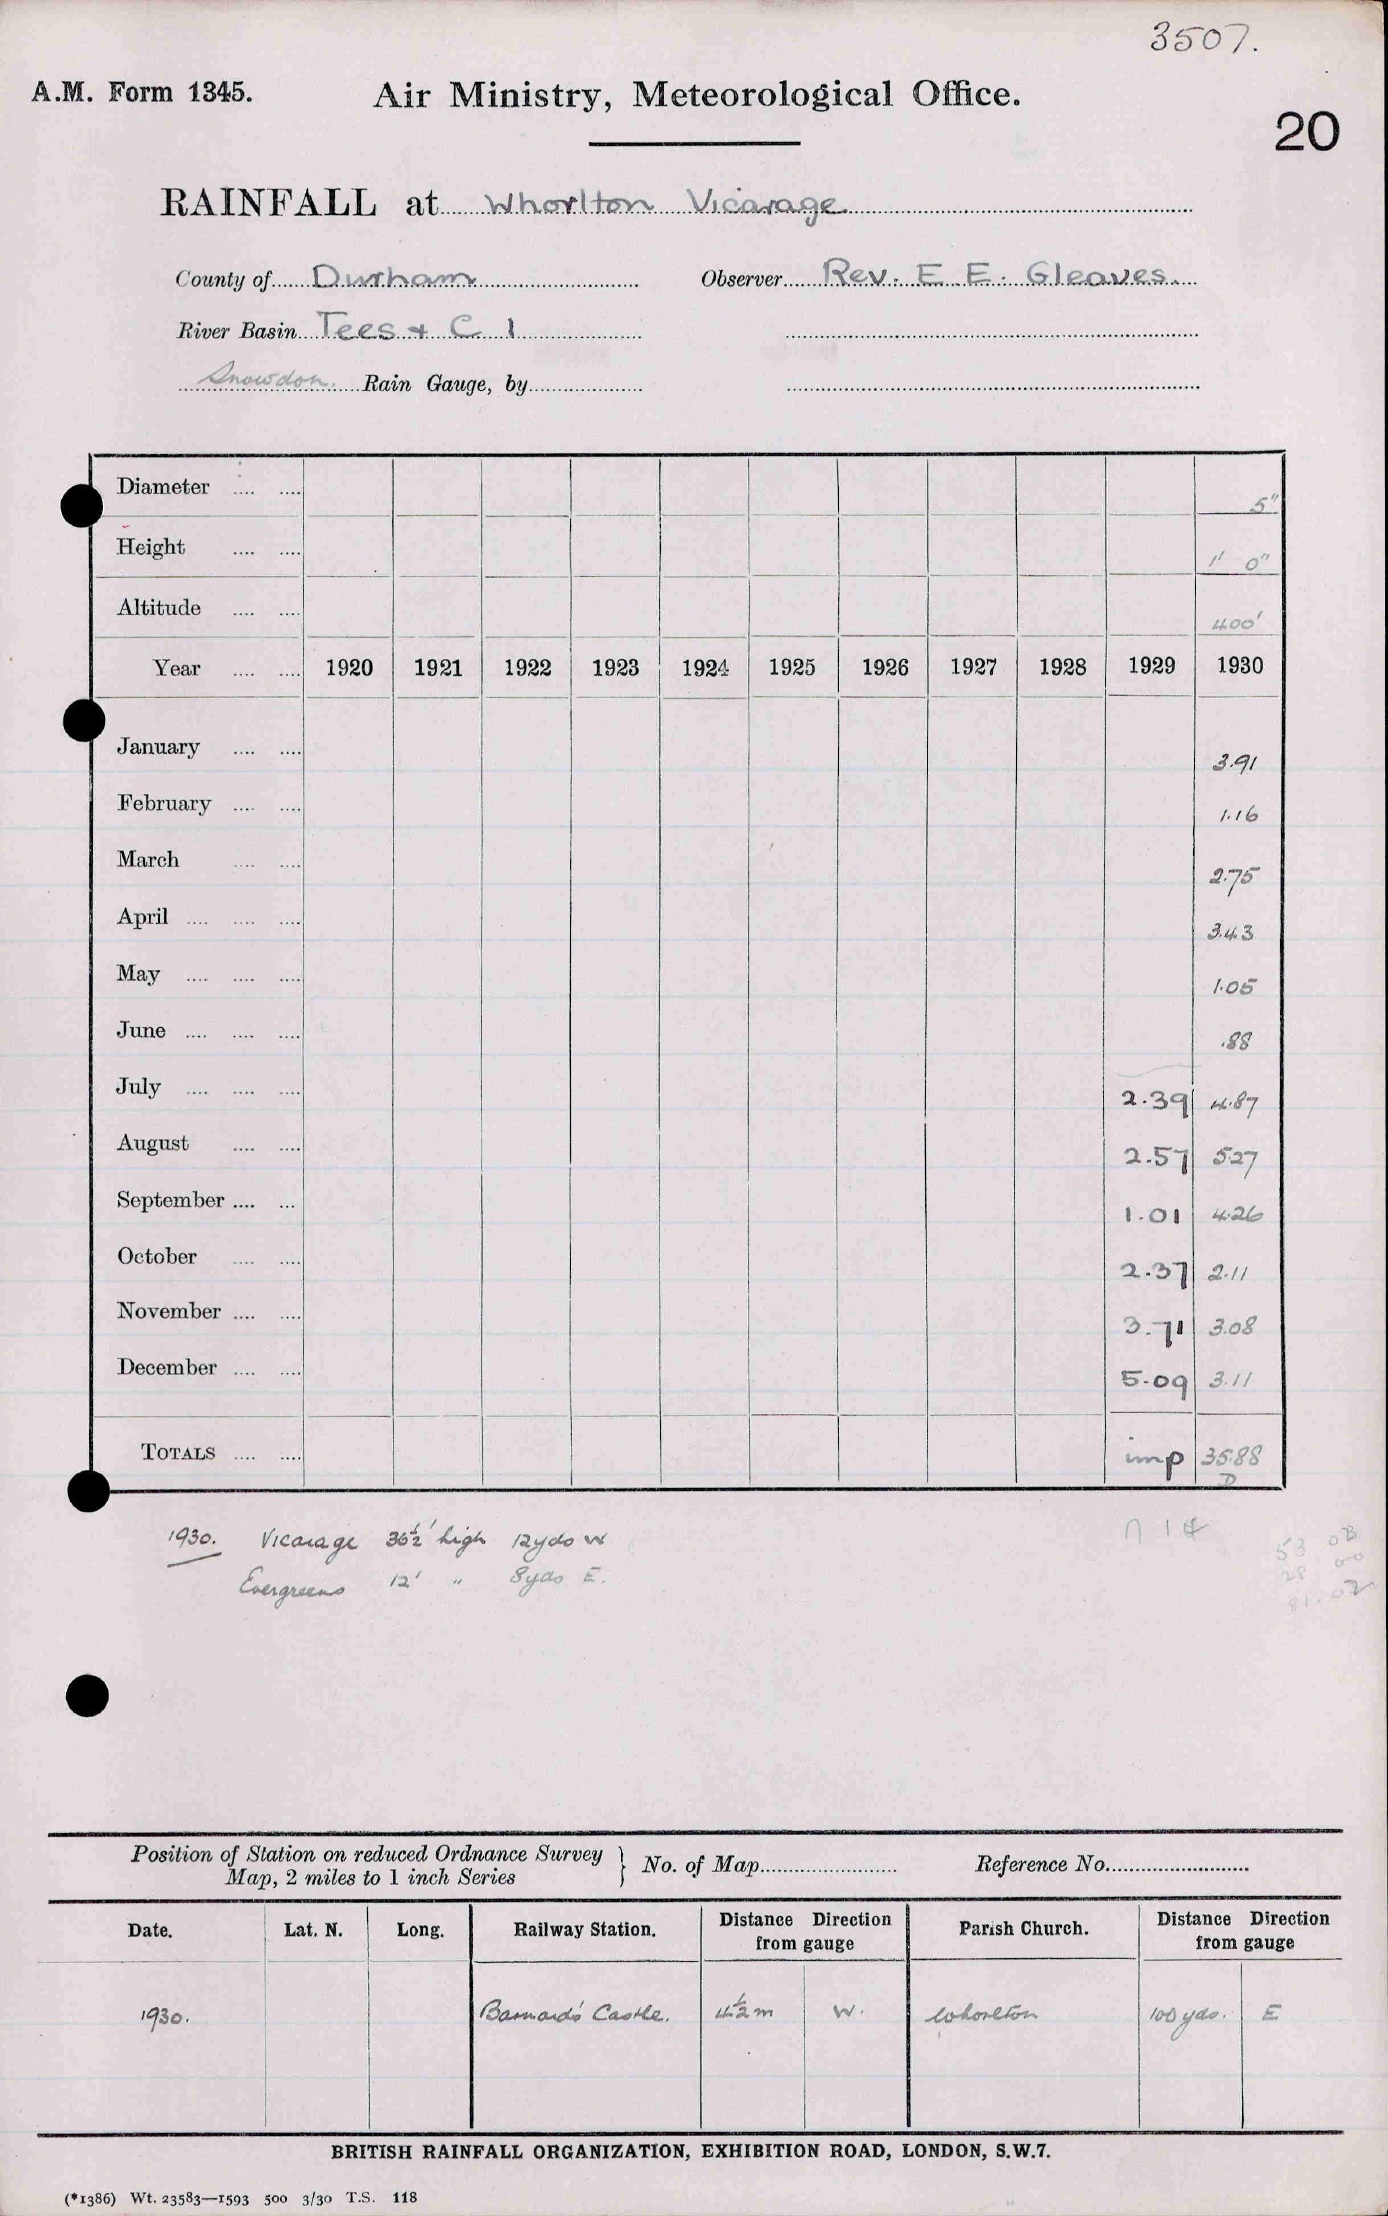 3507.
A.M. Form 1345. Air Ministry, Meteorological Office.
20
RAINFALL at Whorlton Vicarage
County of Durham Observer Rev. E. E. Gleaves.
River Basin Tees + C 1
Snowdon Rain Gauge, by
Diameter .... .... 5"
Height .... .... 1' 0"
Altitude .... .... 400'
Year .... .... 1920 1921 1922 1923 1924 1925 1926 1927 1928 1929 1930
January .... .... 3.91
February .... .... 1.16
March .... .... 2.75
April .... .... .... 3.43
May .... .... .... 1.05
June .... .... .... .88
July .... .... .... 2.39 4.87
August .... .... 2.57 5.27
September .... ... 1.01 4.26
October .... .... 2.37 2.11
November .... .... 3.71 3.08
December .... .... 5.09 3.11
TOTALS .... .... imp 35.88
D
1930. Vicarage 36½' high 12yds W
Evergreens 12' " 8yds E.
n 14
53 08
28 00
81.02
Position of Station on reduced Ordnance Survey
Map, 2 miles to 1 inch Series } No. of Map Reference No.
Date. Lat. N. Long. Railway Station. Distance Direction from gauge Parish Church. Distance Direction from gauge
1930. Barnard's Castle. 4½m W. Whorlton 100 yds. E
BRITISH RAINFALL ORGANIZATION, EXHIBITION ROAD, LONDON, S.W.7.
(*1386) Wt. 23583—1593 500 3/30 T.S. 118